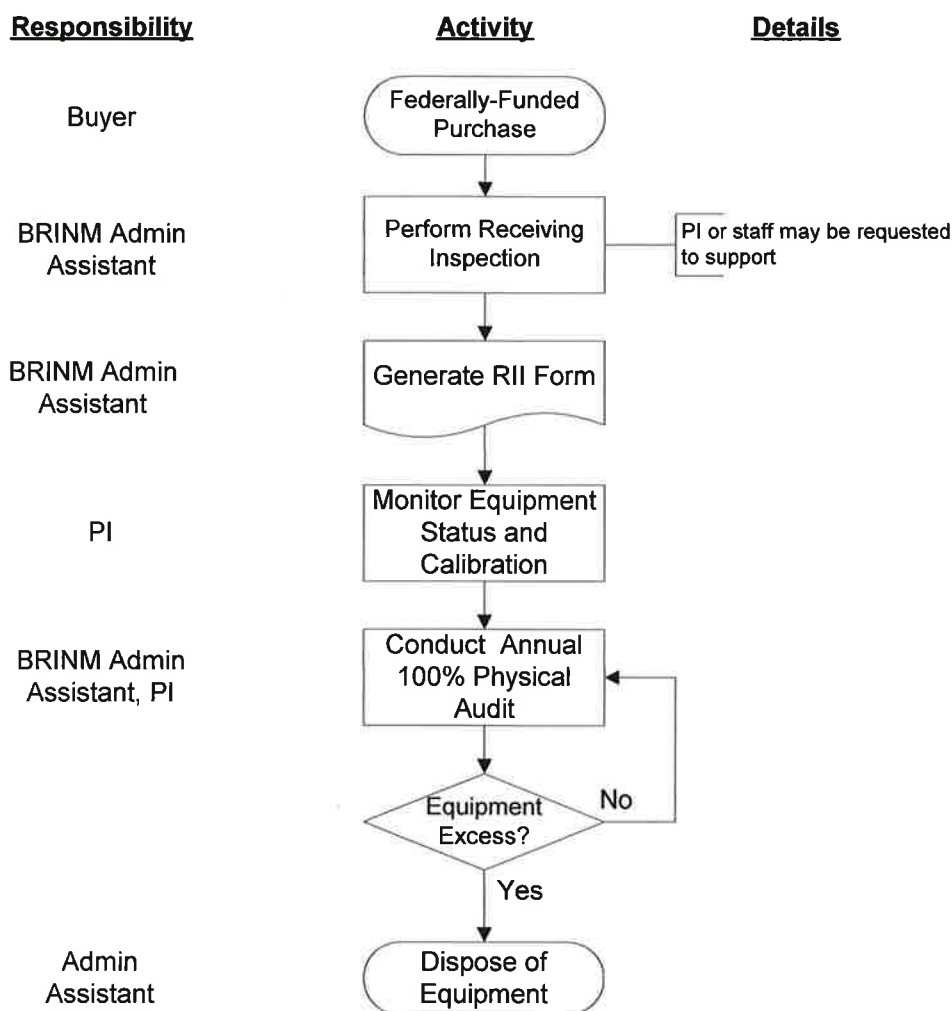 Responsibility Activity Details
Buyer
Federally-Funded
Purchase
BRINM Admin
Assistant
Perform Receiving
Inspection
PI or staff may be requested
to support
BRINM Admin
Assistant
Generate RII Form
PI
Monitor Equipment
Status and
Calibration
BRINM Admin
Assistant, PI
Conduct Annual
100% Physical
Audit
Equipment
Excess?
No
Yes
Admin
Assistant
Dispose of
Equipment